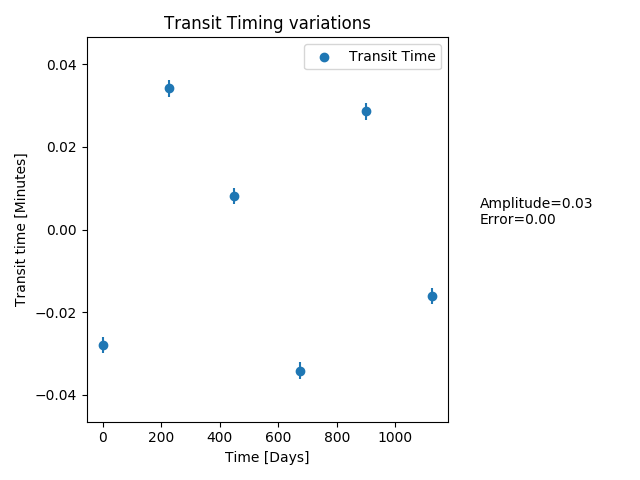 Transit Timing variations
Transit Time
0.04
0.02
0.00
−0.02
−0.04
Transit time [Minutes]
0 200 400 600 800 1000
Time [Days]
Amplitude=0.03
Error=0.00